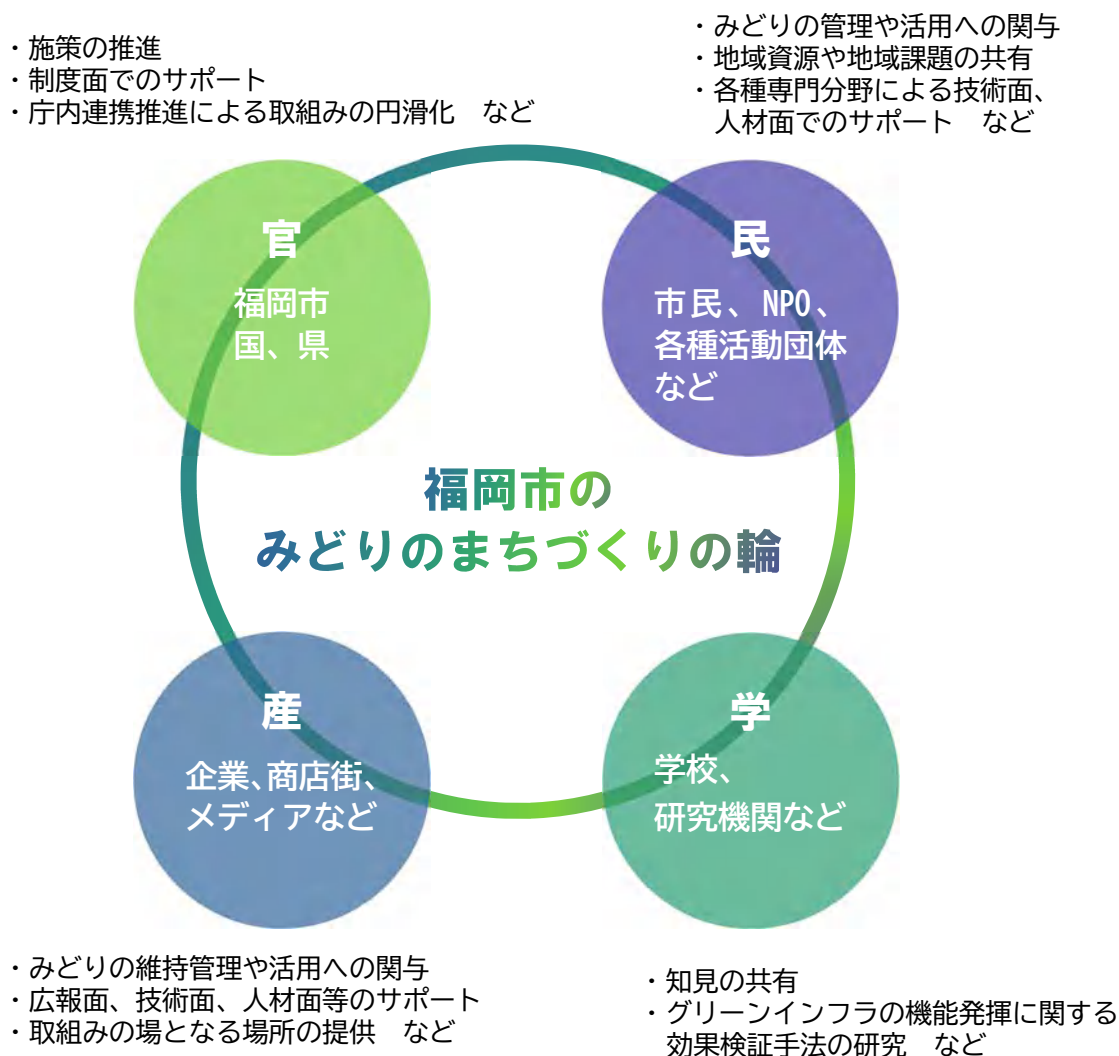 ・施策の推進
・制度面でのサポート
・庁内連携推進による取組みの円滑化　など
・みどりの管理や活用への関与
・地域資源や地域課題の共有
・各種専門分野による技術面、
人材面でのサポート　など
官
福岡市
国、県
民
市民、NPO、
各種活動団体
など
福岡市の
みどりのまちづくりの輪
産
企業、商店街、
メディアなど
学
学校、
研究機関など
・みどりの維持管理や活用への関与
・広報面、技術面、人材面等のサポート
・取組みの場となる場所の提供　など
・知見の共有
・グリーンインフラの機能発揮に関する
効果検証手法の研究　など